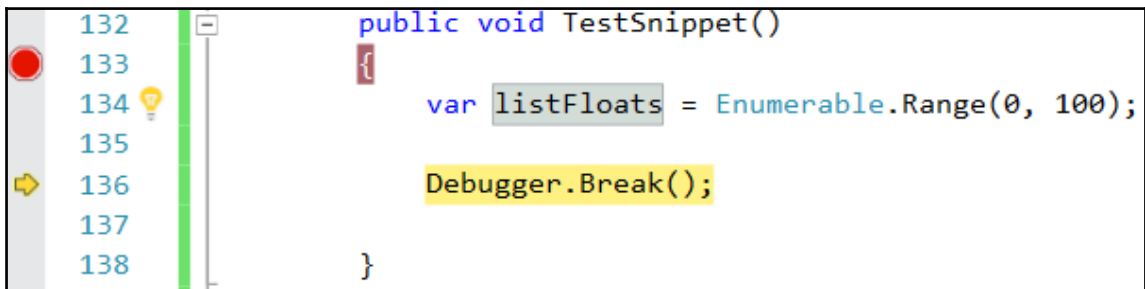 132 public void TestSnippet()
133 {
134 var listFloats = Enumerable.Range(0, 100);
135
136 Debugger.Break();
137
138 }